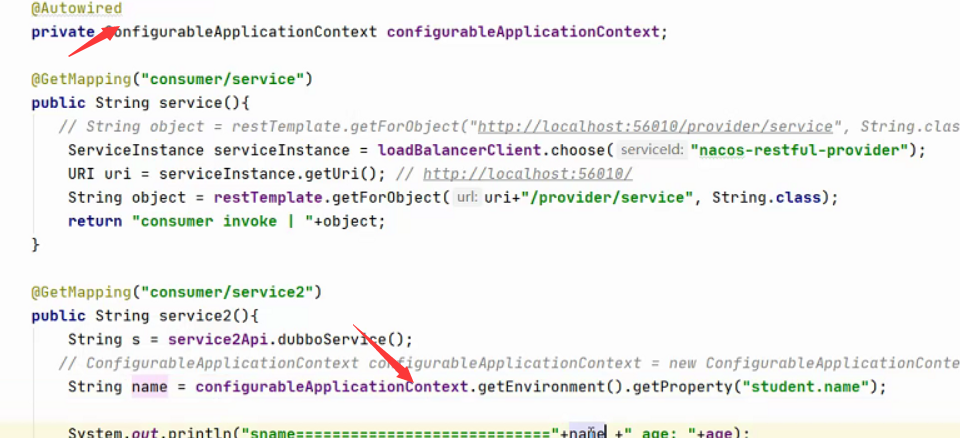 @Autowired
private ConfigurableApplicationContext configurableApplicationContext;
@GetMapping("consumer/service")
public String service(){
// String object = restTemplate.getForObject("http://localhost:56010/provider/service", String.clas
ServiceInstance serviceInstance = loadBalancerClient.choose( serviceId: "nacos-restful-provider");
URI uri = serviceInstance.getUri(); // http://localhost:56010/
String object = restTemplate.getForObject( url: uri+"/provider/service", String.class);
return "consumer invoke | "+object;
}
@GetMapping("consumer/service2")
public String service2(){
String s = service2Api.dubboService();
// ConfigurableApplicationContext configurableApplicationContext = new ConfigurableApplicationConte
String name = configurableApplicationContext.getEnvironment().getProperty("student.name");
System.out.println("sname============================"+name +" age: "+age);